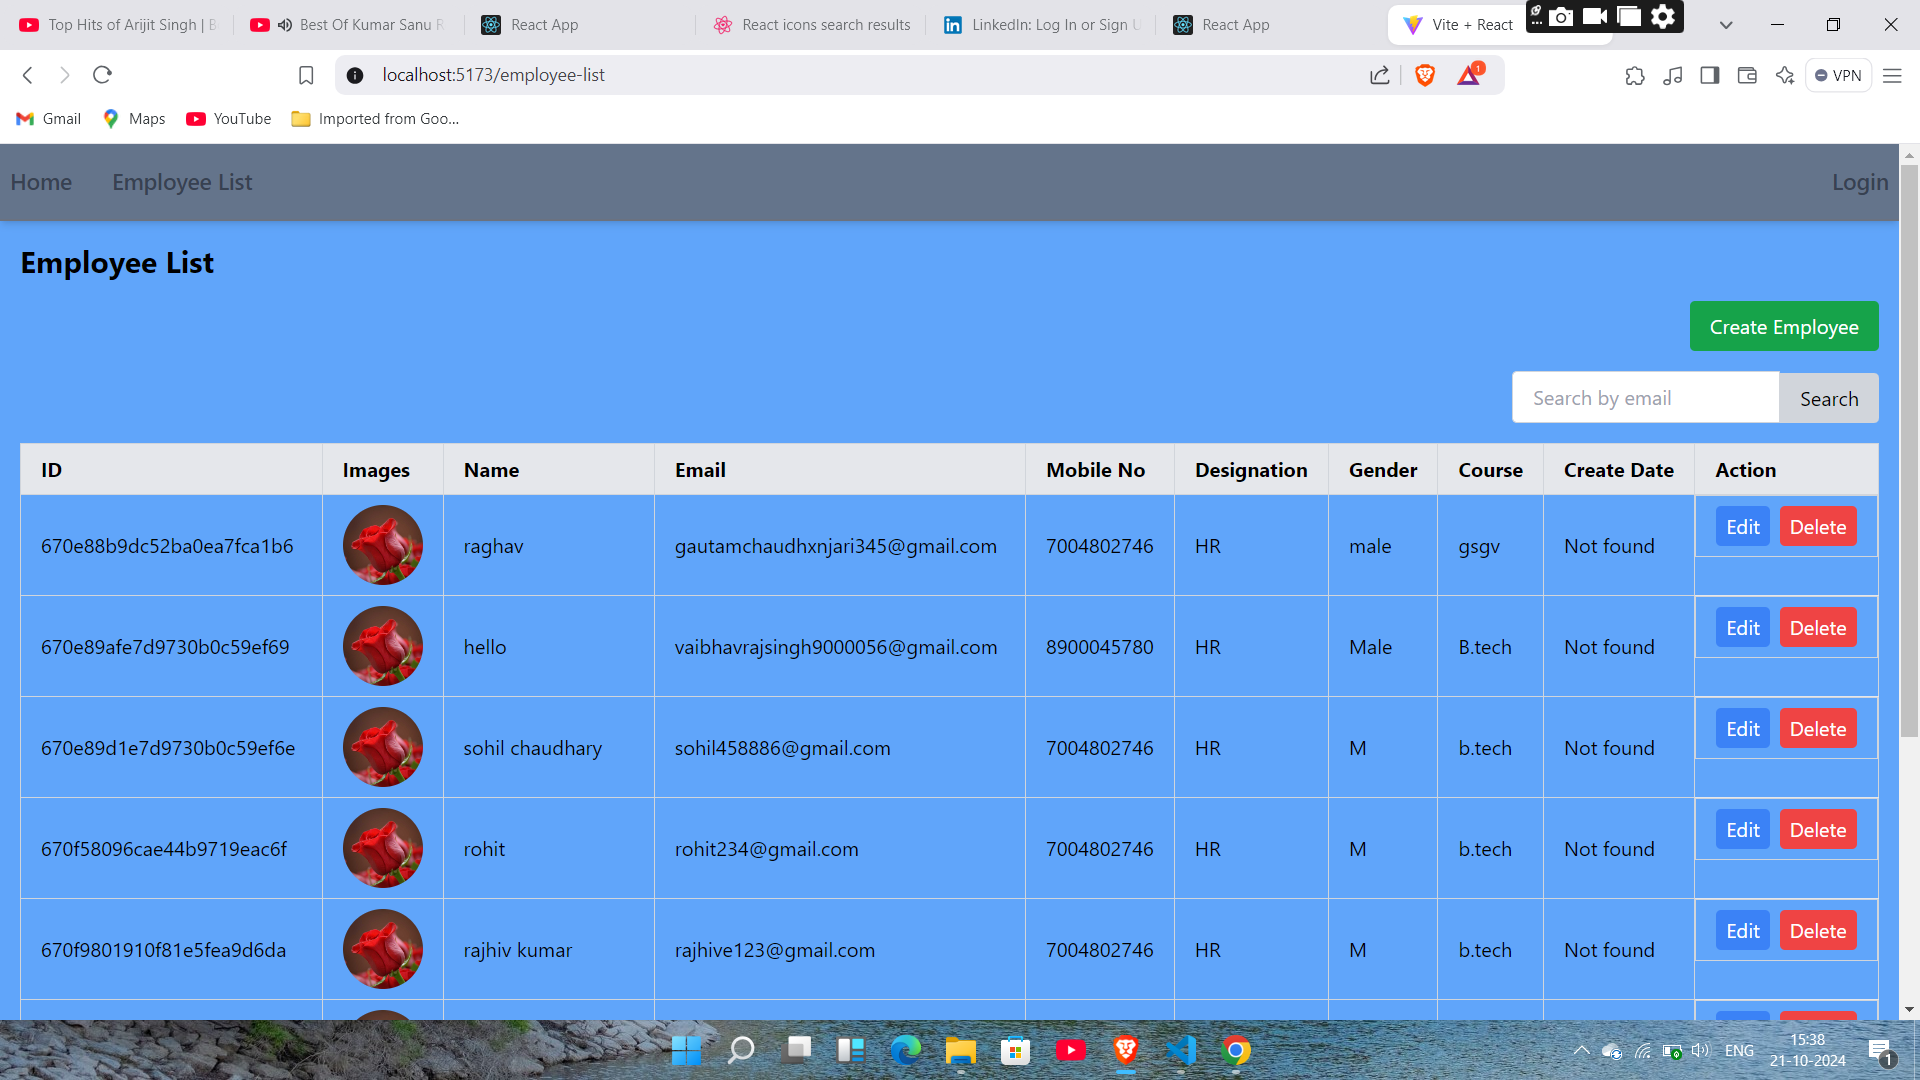 Top Hits of Arijit Singh | B
Best Of Kumar Sanu R
React App
React icons search results
LinkedIn: Log In or Sign U
React App
Vite + React
localhost:5173/employee-list
1
VPN
Gmail
Maps
YouTube
Imported from Goo...
Home
Employee List
Login
Employee List
Create Employee
Search by email
Search
ID Images Name Email Mobile No Designation Gender Course Create Date Action
670e88b9dc52ba0ea7fca1b6 raghav gautamchaudhxnjari345@gmail.com 7004802746 HR male gsgv Not found Edit Delete
670e89afe7d9730b0c59ef69 hello vaibhavrajsingh9000056@gmail.com 8900045780 HR Male B.tech Not found Edit Delete
670e89d1e7d9730b0c59ef6e sohil chaudhary sohil458886@gmail.com 7004802746 HR M b.tech Not found Edit Delete
670f58096cae44b9719eac6f rohit rohit234@gmail.com 7004802746 HR M b.tech Not found Edit Delete
670f9801910f81e5fea9d6da rajhiv kumar rajhive123@gmail.com 7004802746 HR M b.tech Not found Edit Delete
ENG
15:38
21-10-2024
1